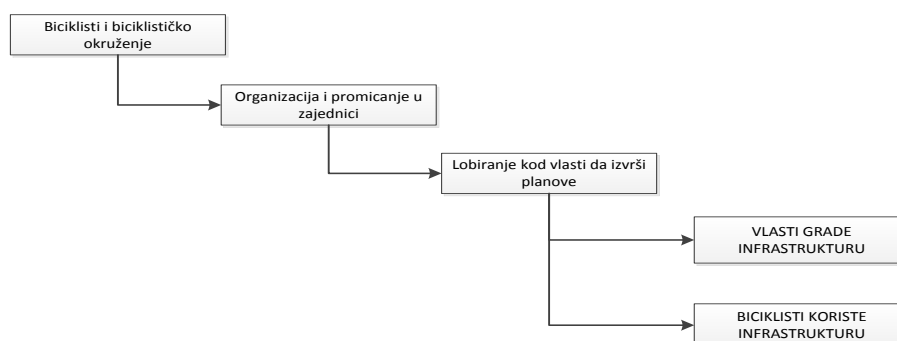 Biciklisti i biciklističko
okruženje
Organizacija i promicanje u
zajednici
Lobiranje kod vlasti da izvrši
planove
VLASTI GRADE
INFRASTRUKTURU
BICIKLISTI KORISTE
INFRASTRUKTURU